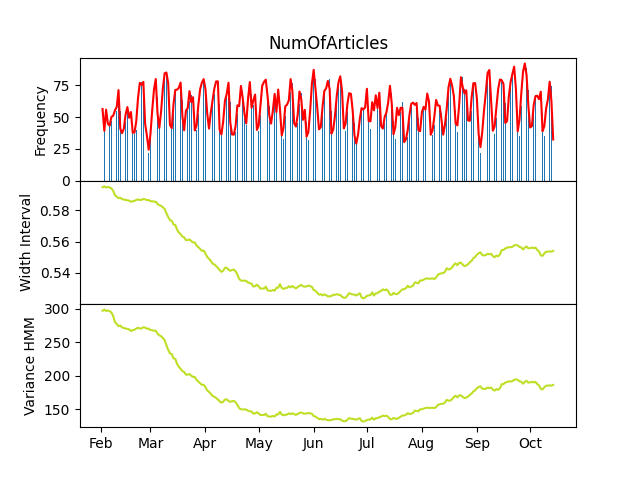 NumOfArticles
Frequency
75
50
25
0
Width Interval
0.58
0.56
0.54
Variance HMM
300
250
200
150
Feb Mar Apr May Jun Jul Aug Sep Oct